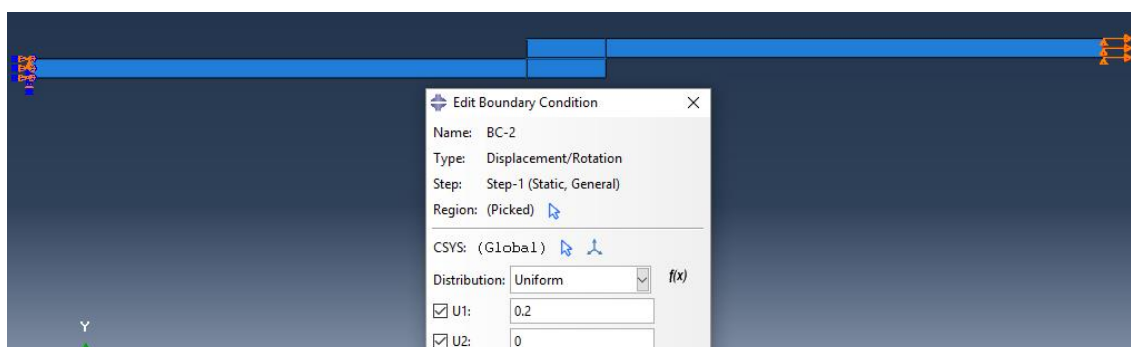 Edit Boundary Condition
Name: BC-2
Type: Displacement/Rotation
Step: Step-1 (Static, General)
Region: (Picked)
CSYS: (Global)
Distribution: Uniform f(x)
U1: 0.2
U2: 0
Y